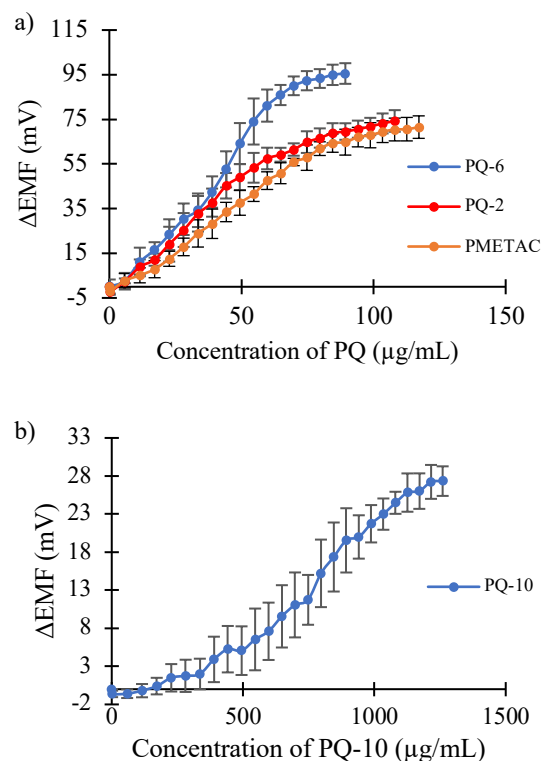 a)
115
95
75
55
35
15
-5
ΔEMF (mV)
0
50
100
150
Concentration of PQ (µg/mL)
PQ-6
PQ-2
PMETAC
b)
33
28
23
18
13
8
3
-2
ΔEMF (mV)
0
500
1000
1500
Concentration of PQ-10 (µg/mL)
PQ-10